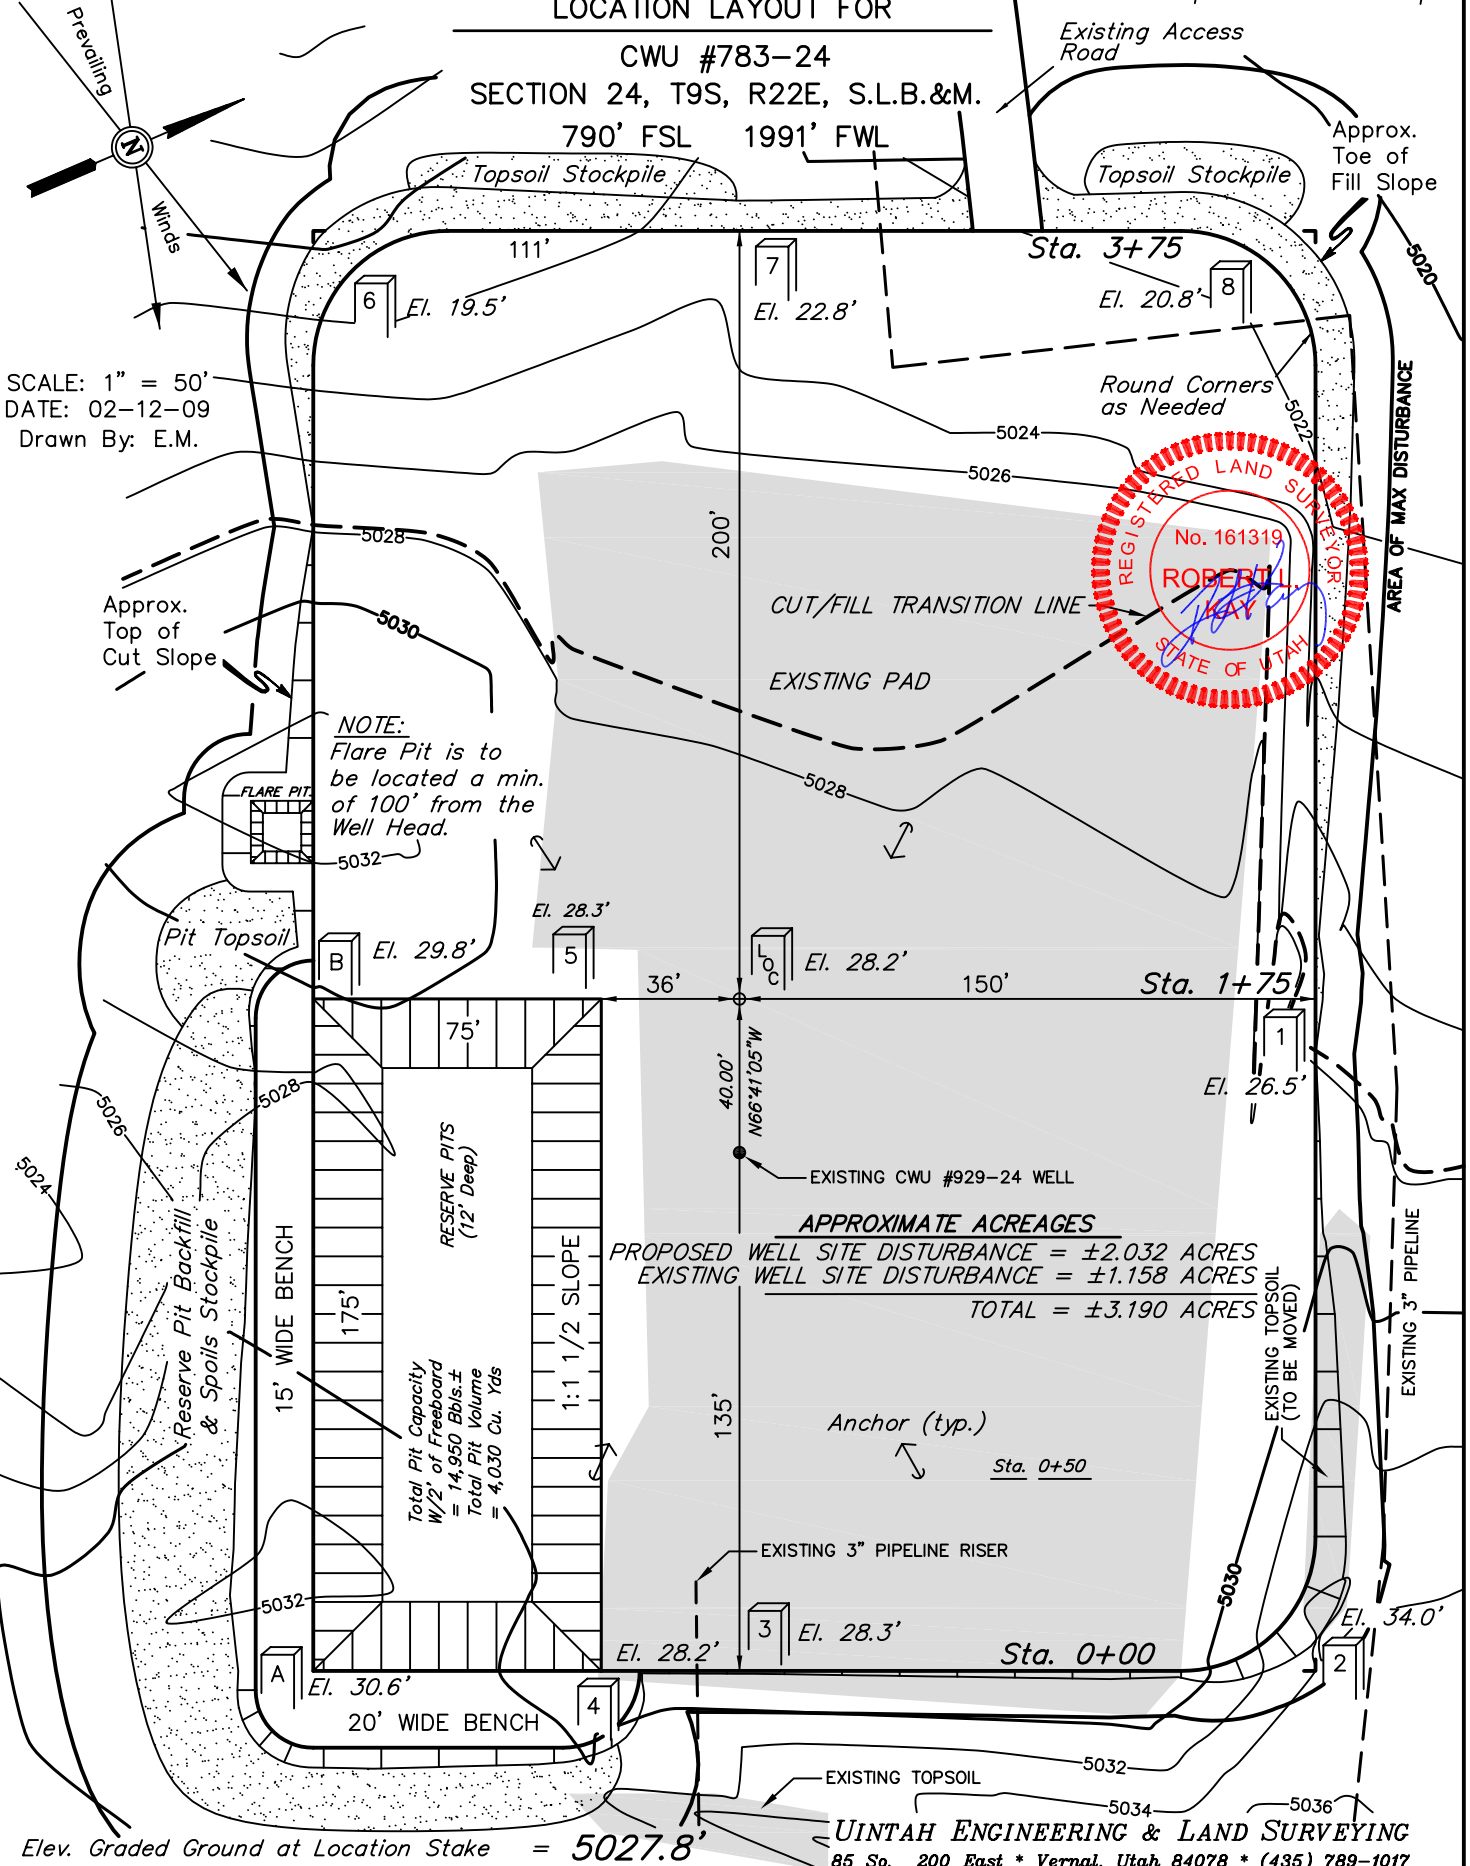 LOCATION LAYOUT FOR
CWU #783-24
SECTION 24, T9S, R22E, S.L.B.&M.
790' FSL 1991' FWL
Existing Access
Road
Prevailing
N
Winds
Topsoil Stockpile
Topsoil Stockpile
Approx.
Toe of
Fill Slope
5020
111'
6
El. 19.5'
7
El. 22.8'
Sta. 3+75
8
El. 20.8'
SCALE: 1" = 50'
DATE: 02-12-09
Drawn By: E.M.
Round Corners
as Needed
5022
5024
5026
AREA OF MAX DISTURBANCE
REGISTERED LAND SURVEYOR
No. 161319
ROBERT L.
KAY
STATE OF UTAH
200'
5028
Approx.
Top of
Cut Slope
5030
CUT/FILL TRANSITION LINE
EXISTING PAD
NOTE:
Flare Pit is to
be located a min.
of 100' from the
Well Head.
FLARE PIT
5032
5028
Pit Topsoil
B
El. 29.8'
El. 28.3'
5
LOC
El. 28.2'
36'
150'
Sta. 1+75
1
El. 26.5'
75'
40.00'
N66°41'05"W
5028
5026
5024
RESERVE PITS
(12' Deep)
EXISTING CWU #929-24 WELL
APPROXIMATE ACREAGES
PROPOSED WELL SITE DISTURBANCE = ±2.032 ACRES
EXISTING WELL SITE DISTURBANCE = ±1.158 ACRES
TOTAL = ±3.190 ACRES
Reserve Pit Backfill
& Spoils Stockpile
15' WIDE BENCH
175'
1:1 1/2 SLOPE
Total Pit Capacity
W/2' of Freeboard
= 14,950 Bbls.±
Total Pit Volume
= 4,030 Cu. Yds
135'
Anchor (typ.)
Sta. 0+50
EXISTING TOPSOIL
(TO BE MOVED)
EXISTING 3" PIPELINE
EXISTING 3" PIPELINE RISER
5032
5030
A
El. 30.6'
El. 28.2'
4
3
El. 28.3'
Sta. 0+00
El. 34.0'
2
20' WIDE BENCH
5032
EXISTING TOPSOIL
5034
5036
Elev. Graded Ground at Location Stake = 5027.8'
UINTAH ENGINEERING & LAND SURVEYING
85 So. 200 East * Vernal, Utah 84078 * (435) 789-1017